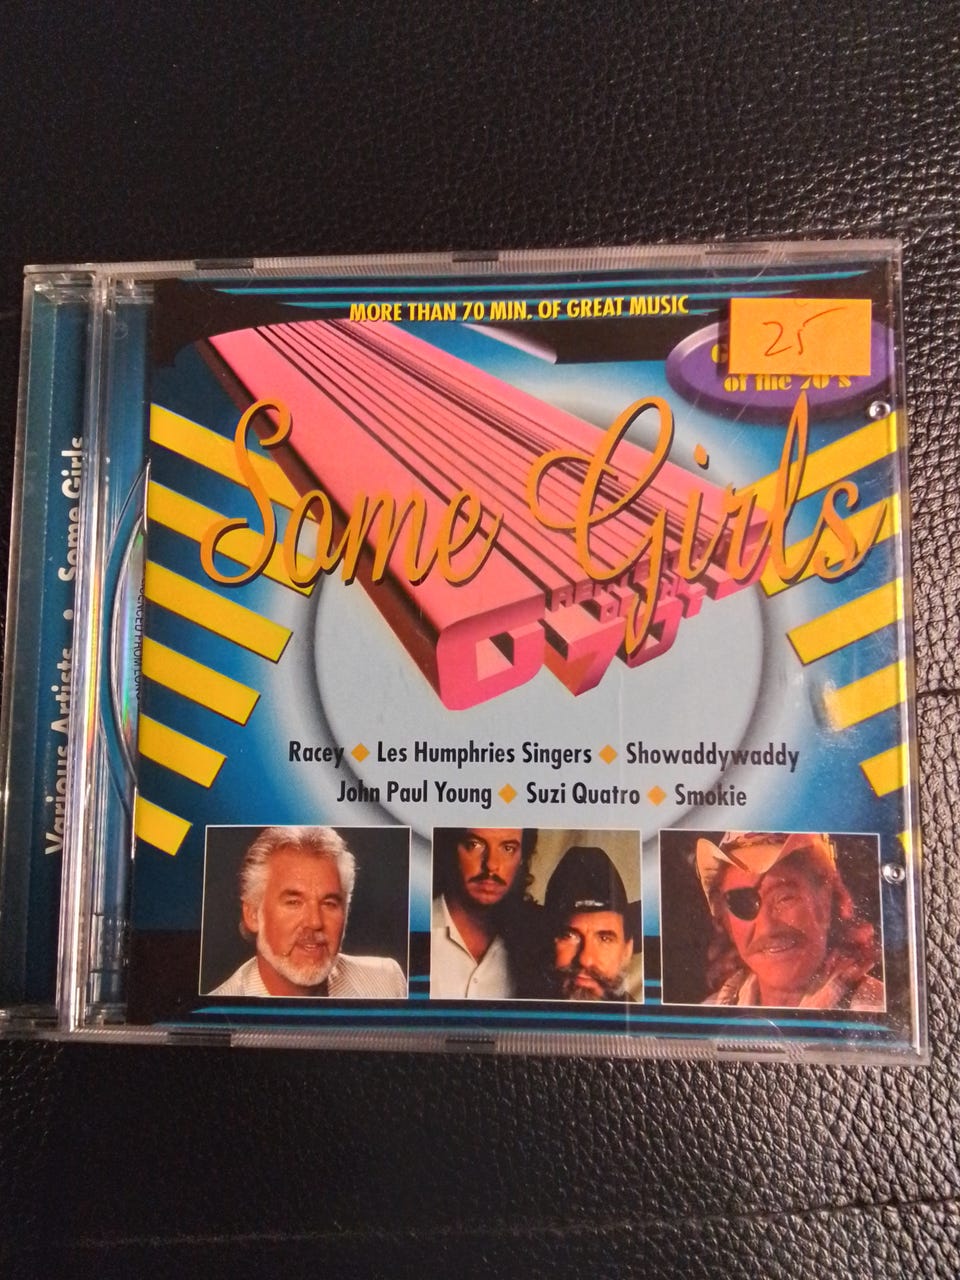 MORE THAN 70 MIN. OF GREAT MUSIC
25
of the 70's
Some Girls
Racey ◆ Les Humphries Singers ◆ Showaddywaddy
John Paul Young ◆ Suzi Quatro ◆ Smokie
Various Artists • Some Girls